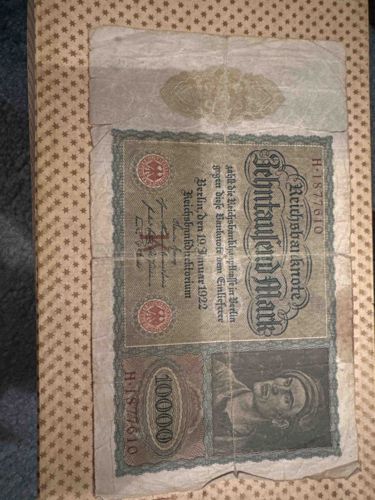 H·1877610
Reichsbanknote
Zehntausend Mark
zahlt die Reichsbankhauptkasse in Berlin
gegen diese Banknote dem Einlieferer
Berlin, den 19. Januar 1922
Reichsbankdirektorium
10000
H·1877610